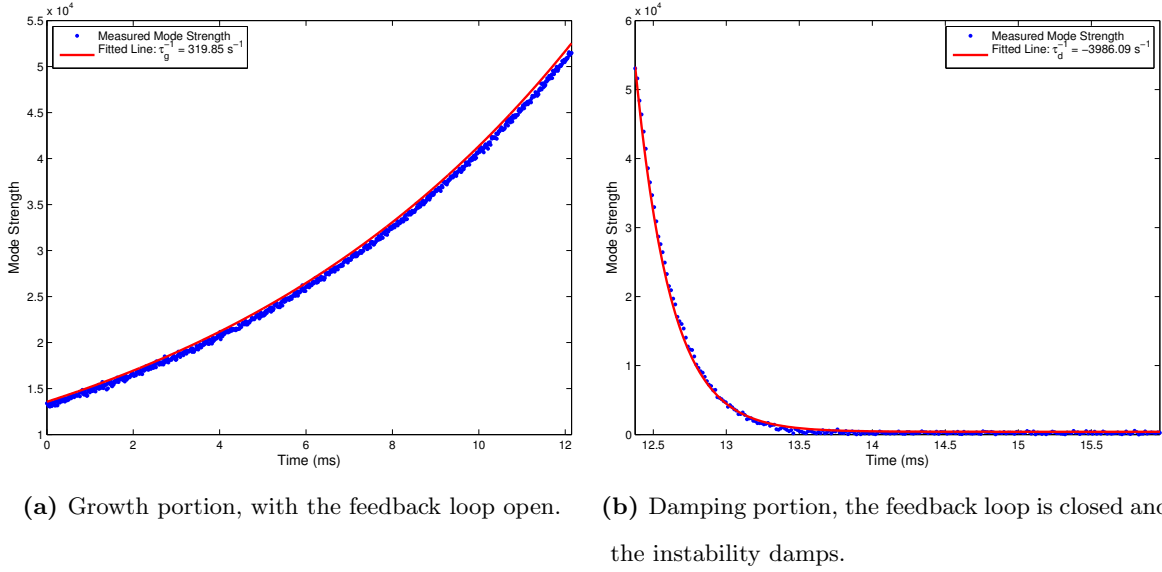 x 10⁴
5.5
5
4.5
4
3.5
3
2.5
2
1.5
1
Mode Strength
Measured Mode Strength
Fitted Line: τ_g⁻¹ = 319.85 s⁻¹
0 2 4 6 8 10 12
Time (ms)
x 10⁴
6
5
4
3
2
1
0
Mode Strength
Measured Mode Strength
Fitted Line: τ_d⁻¹ = −3986.09 s⁻¹
12.5 13 13.5 14 14.5 15 15.5
Time (ms)
(a) Growth portion, with the feedback loop open.
(b) Damping portion, the feedback loop is closed and
the instability damps.